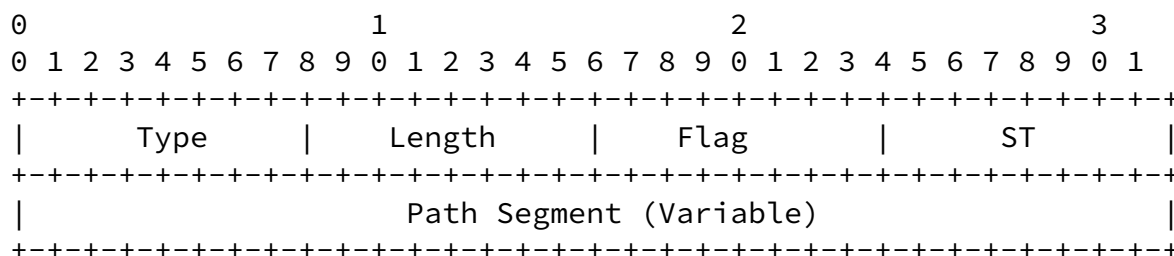 0                   1                   2                   3
0 1 2 3 4 5 6 7 8 9 0 1 2 3 4 5 6 7 8 9 0 1 2 3 4 5 6 7 8 9 0 1
+-+-+-+-+-+-+-+-+-+-+-+-+-+-+-+-+-+-+-+-+-+-+-+-+-+-+-+-+-+-+-+-+
|      Type     |    Length     |    Flag       |      ST       |
+-+-+-+-+-+-+-+-+-+-+-+-+-+-+-+-+-+-+-+-+-+-+-+-+-+-+-+-+-+-+-+-+
|                     Path Segment (Variable)                   |
+-+-+-+-+-+-+-+-+-+-+-+-+-+-+-+-+-+-+-+-+-+-+-+-+-+-+-+-+-+-+-+-+